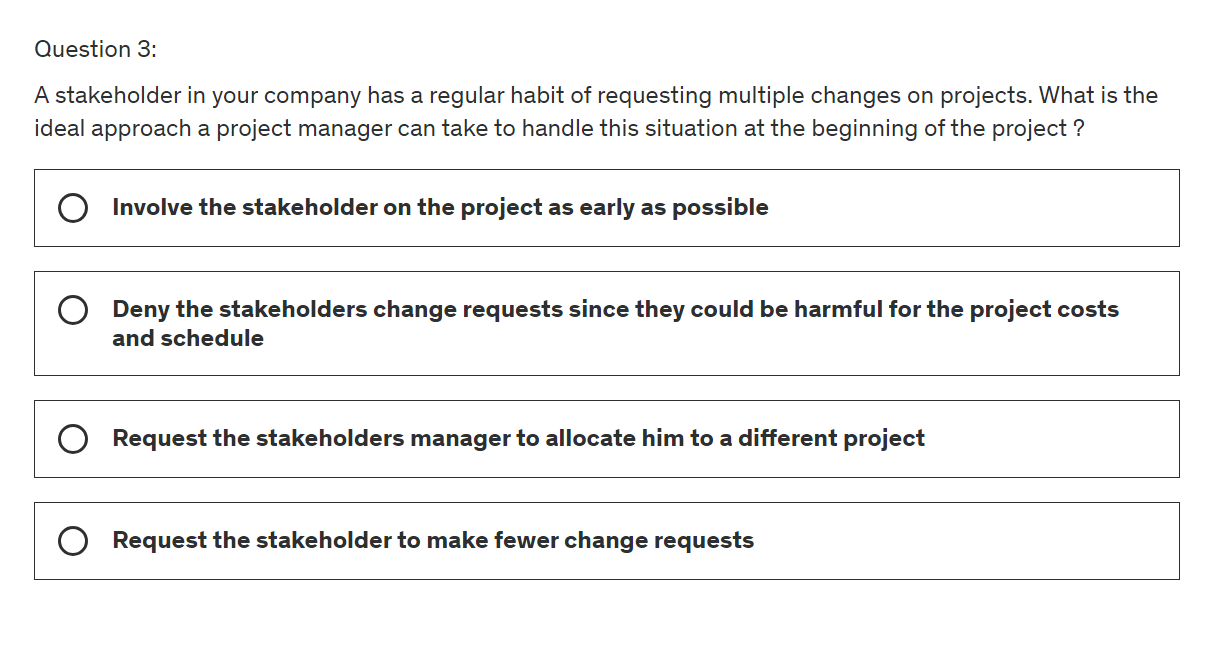 Question 3:
A stakeholder in your company has a regular habit of requesting multiple changes on projects. What is the
ideal approach a project manager can take to handle this situation at the beginning of the project ?
Involve the stakeholder on the project as early as possible
Deny the stakeholders change requests since they could be harmful for the project costs
and schedule
Request the stakeholders manager to allocate him to a different project
Request the stakeholder to make fewer change requests